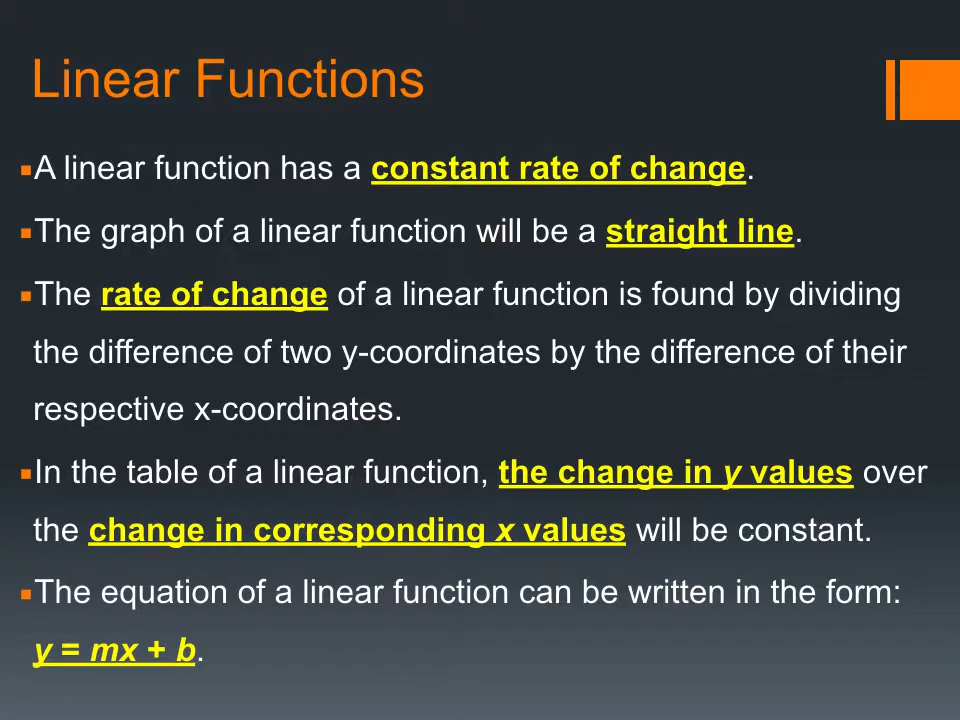 Linear Functions
▪A linear function has a constant rate of change.
▪The graph of a linear function will be a straight line.
▪The rate of change of a linear function is found by dividing
the difference of two y-coordinates by the difference of their
respective x-coordinates.
▪In the table of a linear function, the change in y values over
the change in corresponding x values will be constant.
▪The equation of a linear function can be written in the form:
y = mx + b.